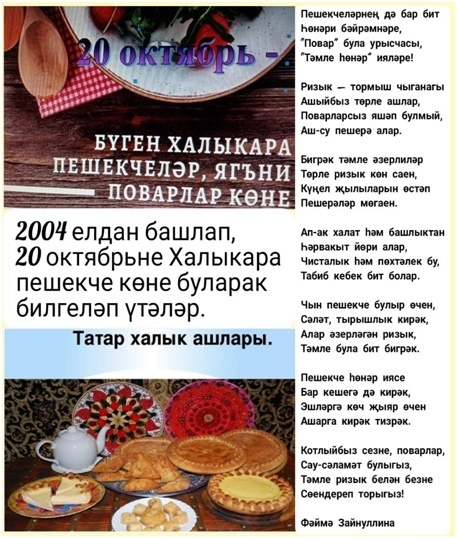 20 октябрь -
БҮГЕН ХАЛЫКАРА
ПЕШЕКЧЕЛӘР, ЯГЪНИ
ПОВАРЛАР КӨНЕ
2004 елдан башлап,
20 октябрьне Халыкара
пешекче көне буларак
билгеләп үтәләр.
Татар халык ашлары.
Пешекчеләрнең дә бар бит
Һөнәри бәйрәмнәре,
"Повар" була урысчасы,
"Тәмле һөнәр" ияләре!
Ризык — тормыш чыганагы
Ашыйбыз төрле ашлар,
Поварларсыз яшәп булмый,
Аш-су пешерә алар.
Бигрәк тәмле әзерлиләр
Төрле ризык көн саен,
Күңел җылыларын өстәп
Пешерәләр мөгаен.
Ап-ак халат һәм башлыктан
Һәрвакыт йөри алар,
Чисталык һәм пөхтәлек бу,
Табиб кебек бит болар.
Чын пешекче булыр өчен,
Сәләт, тырышлык кирәк,
Алар әзерләгән ризык,
Тәмле була бит бигрәк.
Пешекче һөнәр иясе
Бар кешегә дә кирәк,
Эшләргә көч җыяр өчен
Ашарга кирәк тизрәк.
Котлыйбыз сезне, поварлар,
Сау-сәламәт булыгыз,
Тәмле ризык белән безне
Сөендереп торыгыз!
Фәймә Зайнуллина